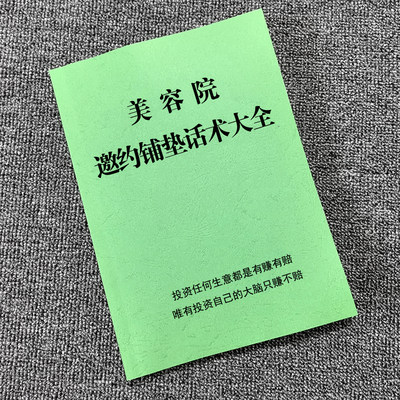 美容院
邀约铺垫话术大全
投资任何生意都是有赚有赔
唯有投资自己的大脑只赚不赔